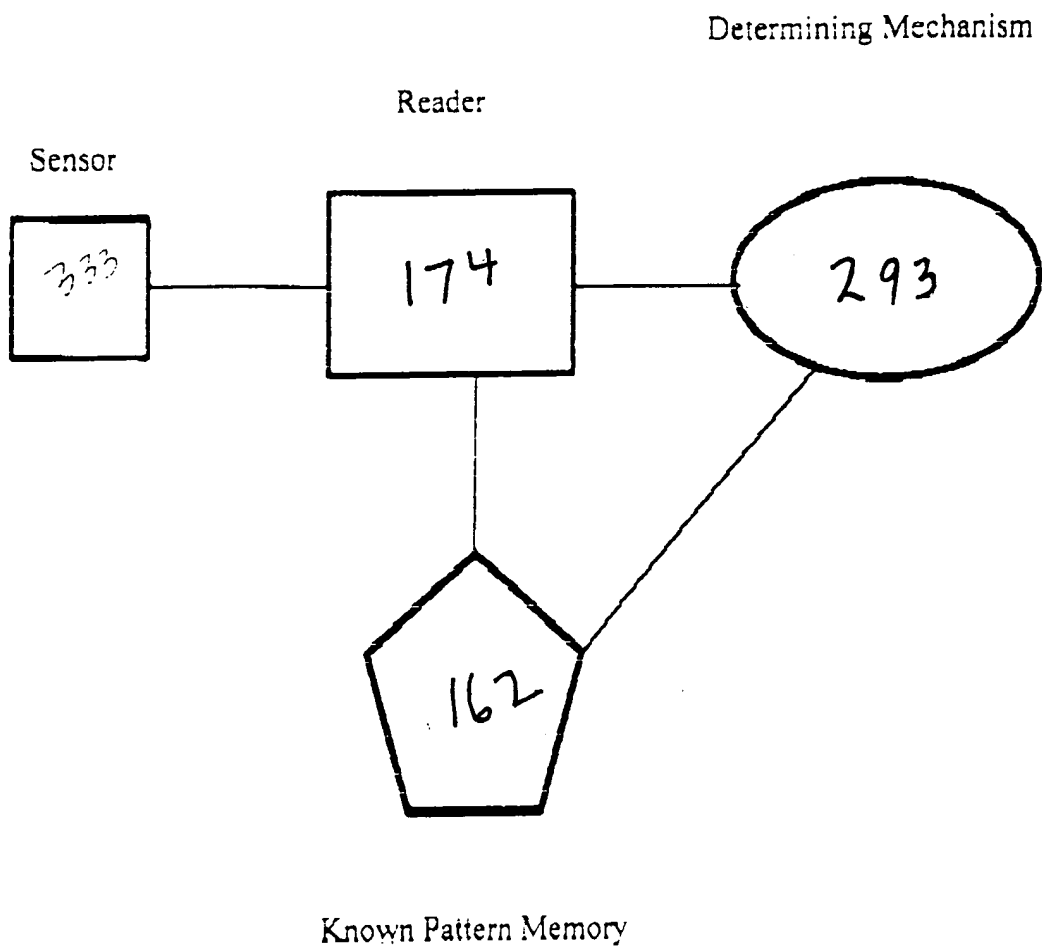 Determining Mechanism
Reader
Sensor
333
174
293
162
Known Pattern Memory